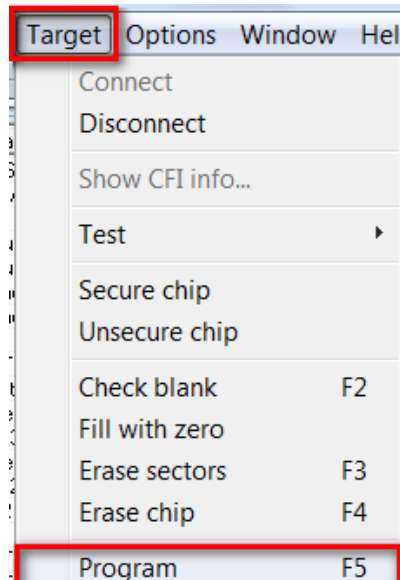 Target Options Window Hel
Connect
Disconnect
Show CFI info...
Test
Secure chip
Unsecure chip
Check blank F2
Fill with zero
Erase sectors F3
Erase chip F4
Program F5